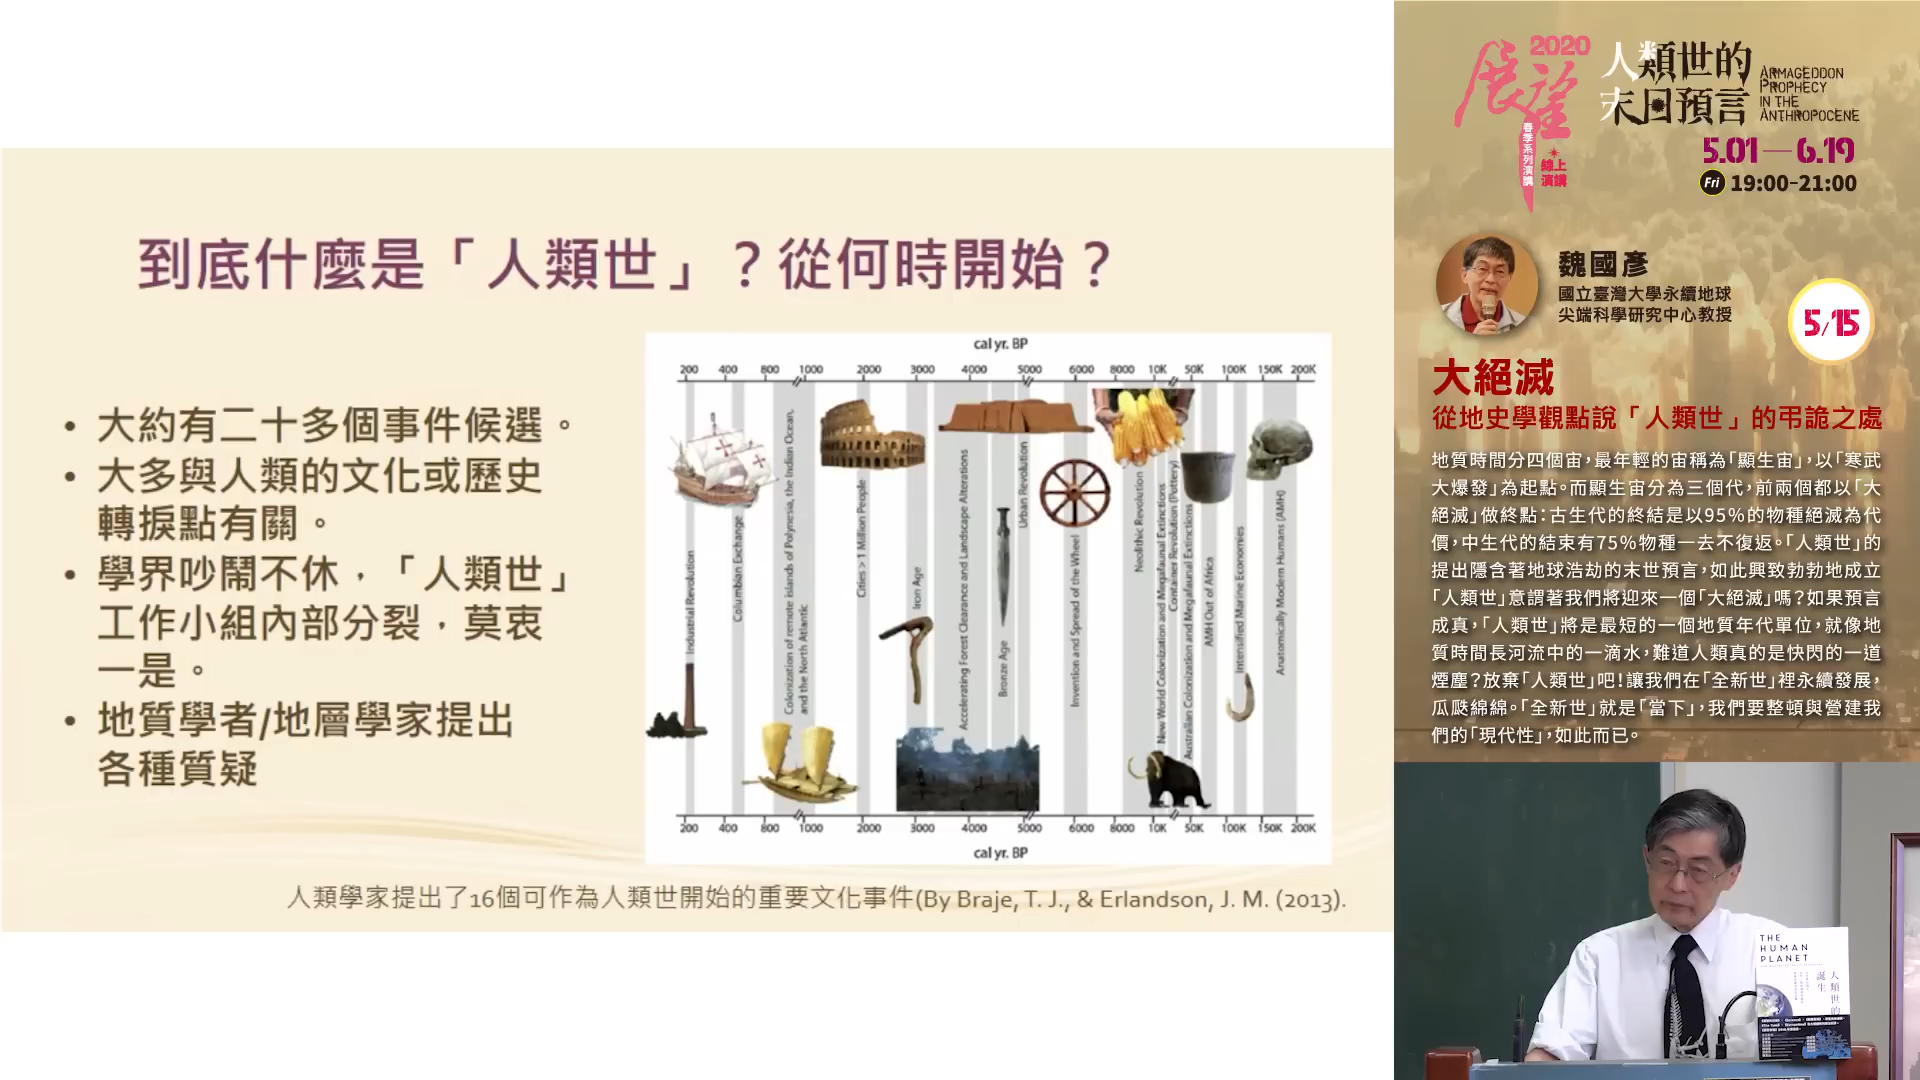 到底什麼是「人類世」？從何時開始？
• 大約有二十多個事件候選。
• 大多與人類的文化或歷史
轉捩點有關。
• 學界吵鬧不休，「人類世」
工作小組內部分裂，莫衷
一是。
• 地質學者/地層學家提出
各種質疑
cal yr. BP
200 400 800 1000 2000 3000 4000 5000 6000 8000 10K 50K 100K 150K 200K
Industrial Revolution
Columbian Exchange
Colonization of remote islands of Polynesia, the Indian Ocean,
and the North Atlantic
Cities > 1 Million People
Iron Age
Accelerating Forest Clearance and Landscape Alterations
Bronze Age
Urban Revolution
Invention and Spread of the Wheel
Neolithic Revolution
New World Colonization and Megafaunal Extinctions
Container Revolution (Pottery)
Australian Colonization and Megafaunal Extinctions
AMH Out of Africa
Intensified Marine Economies
Anatomically Modern Humans (AMH)
200 400 800 1000 2000 3000 4000 5000 6000 8000 10K 50K 100K 150K 200K
cal yr. BP
人類學家提出了16個可作為人類世開始的重要文化事件(By Braje, T. J., & Erlandson, J. M. (2013).
2020
展望
春季系列演講
線上
演講
人類世的
末日預言
ARMAGEDDON
PROPHECY
IN THE
ANTHROPOCENE
5.01—6.19
Fri 19:00-21:00
魏國彥
國立臺灣大學永續地球
尖端科學研究中心教授
5/15
大絕滅
從地史學觀點說「人類世」的弔詭之處
地質時間分四個宙，最年輕的宙稱為「顯生宙」，以「寒武
大爆發」為起點。而顯生宙分為三個代，前兩個都以「大
絕滅」做終點：古生代的終結是以95%的物種絕滅為代
價，中生代的結束有75%物種一去不復返。「人類世」的
提出隱含著地球浩劫的末世預言，如此興致勃勃地成立
「人類世」意謂著我們將迎來一個「大絕滅」嗎？如果預言
成真，「人類世」將是最短的一個地質年代單位，就像地
質時間長河流中的一滴水，難道人類真的是快閃的一道
煙塵？放棄「人類世」吧！讓我們在「全新世」裡永續發展，
瓜瓞綿綿。「全新世」就是「當下」，我們要整頓與營建我
們的「現代性」，如此而已。
THE
HUMAN
PLANET
人類世的
誕生